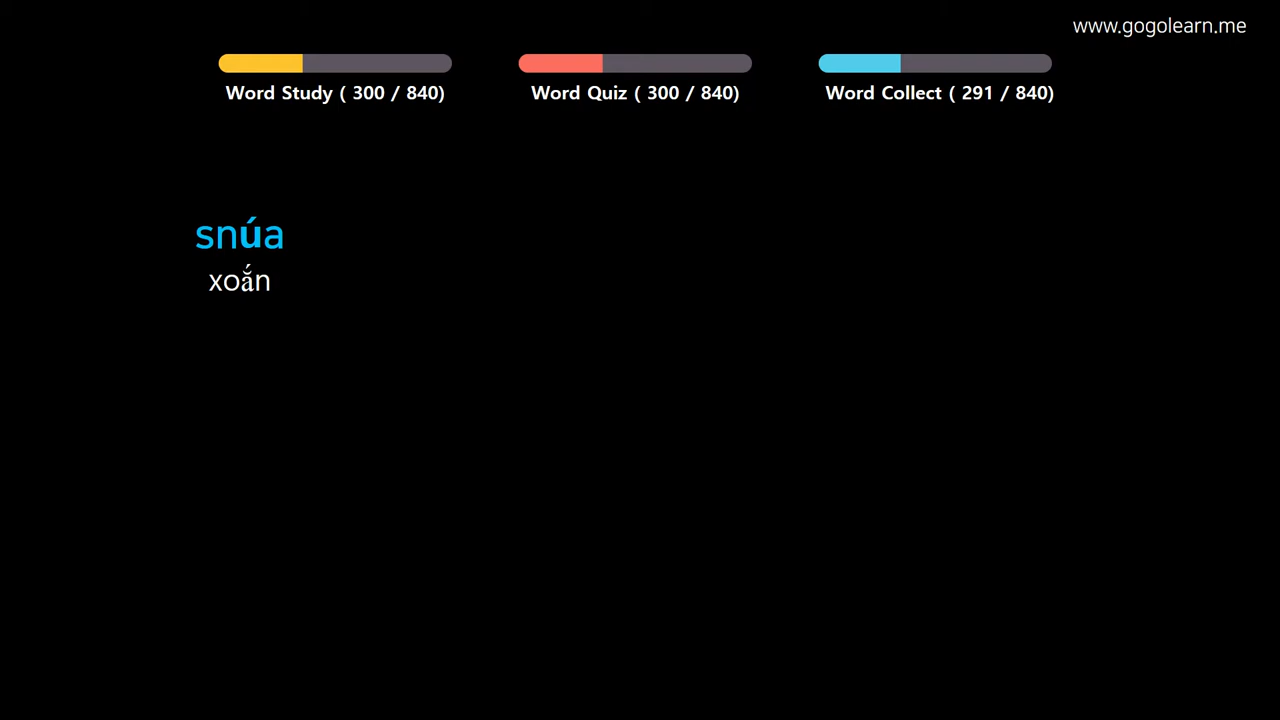 www.gogolearn.me
Word Study ( 300 / 840)
Word Quiz ( 300 / 840)
Word Collect ( 291 / 840)
snúa
xoắn